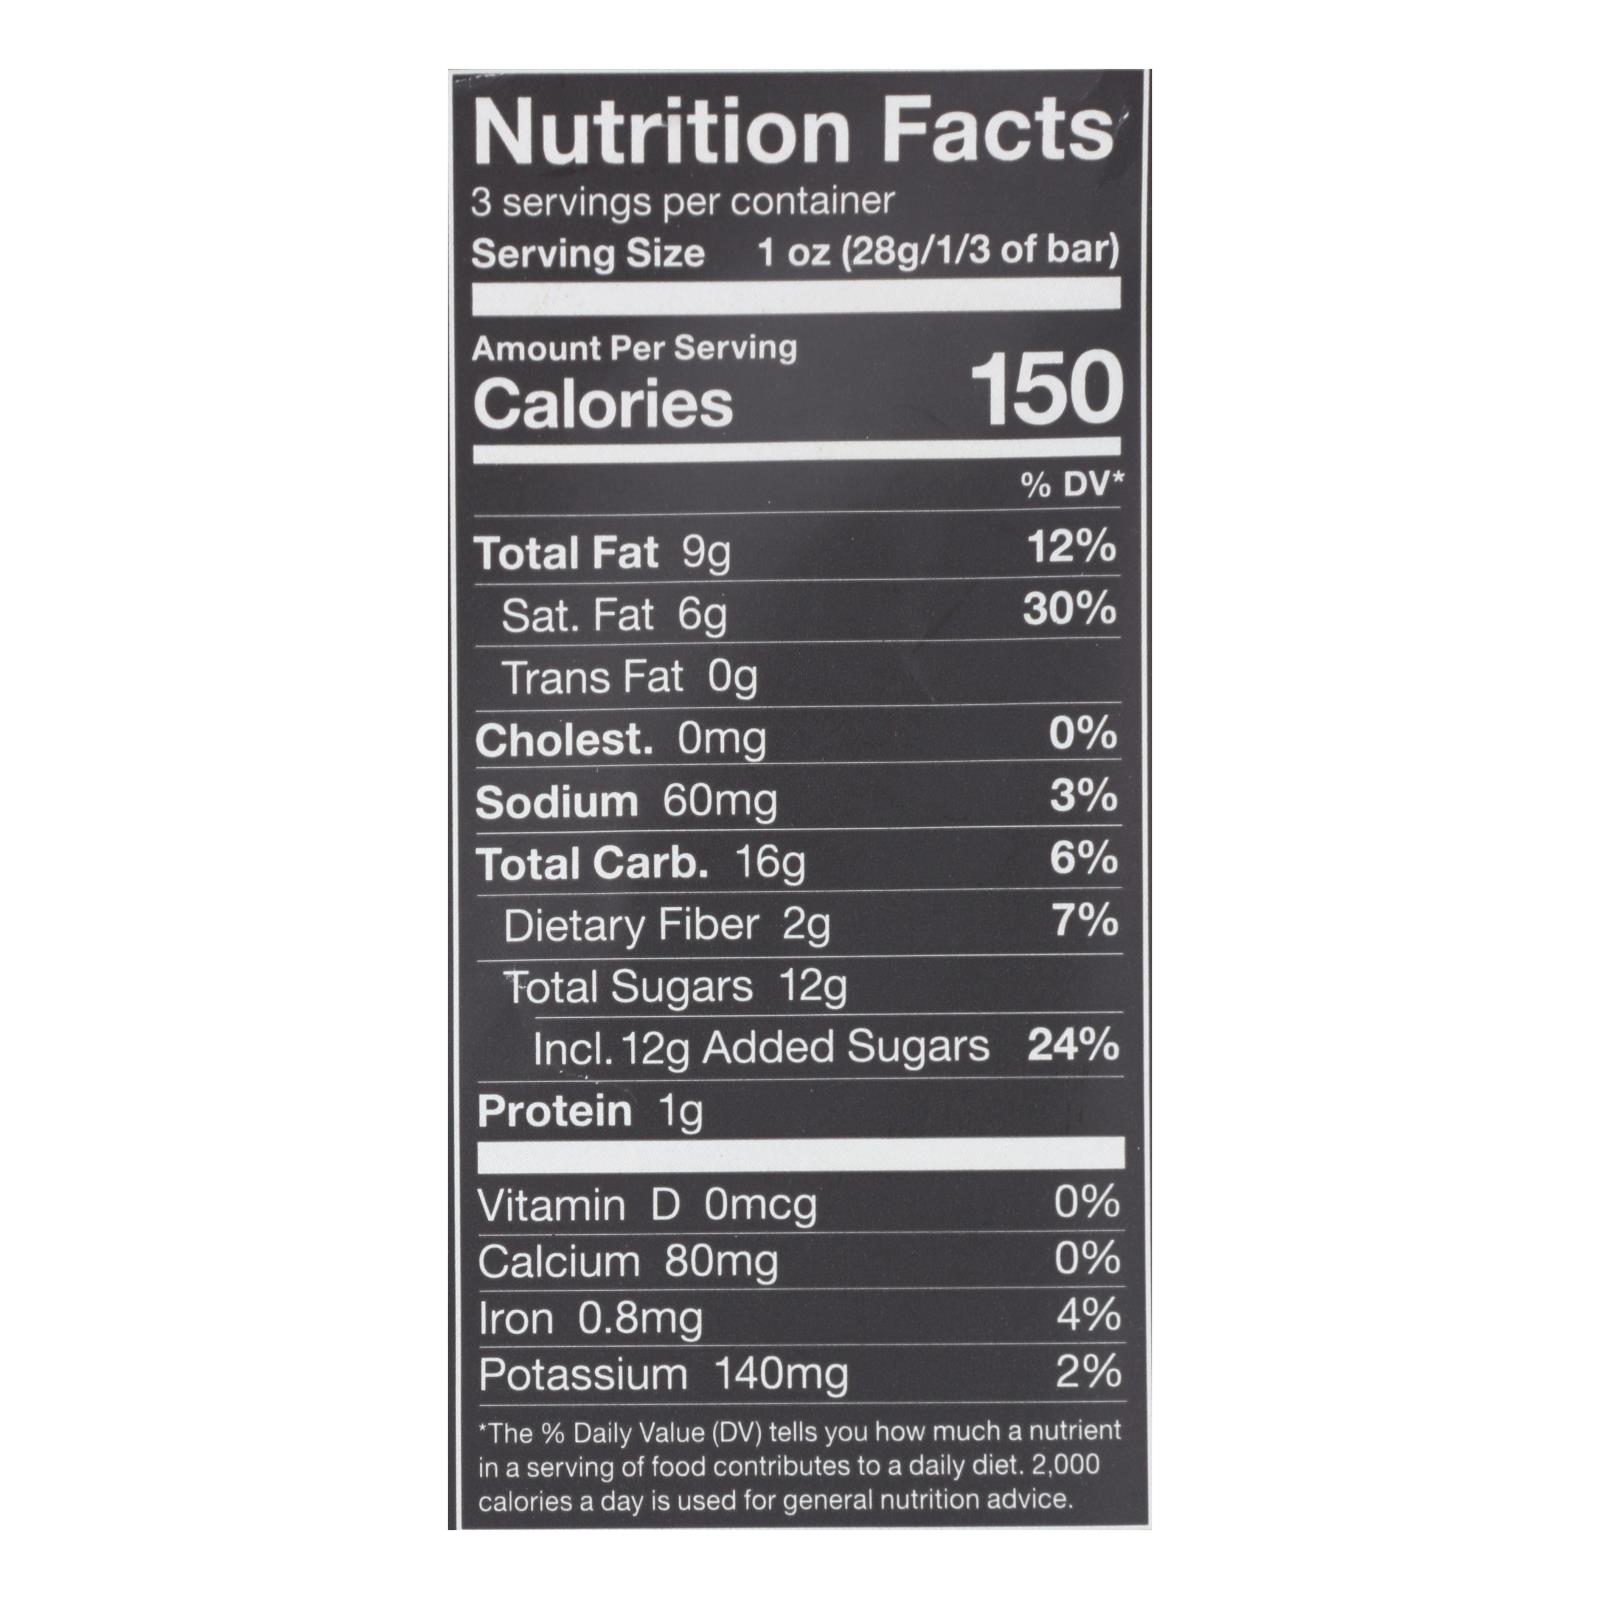 Nutrition Facts
3 servings per container
Serving Size 1 oz (28g/1/3 of bar)
Amount Per Serving
Calories 150
% DV*
Total Fat 9g 12%
Sat. Fat 6g 30%
Trans Fat 0g
Cholest. 0mg 0%
Sodium 60mg 3%
Total Carb. 16g 6%
Dietary Fiber 2g 7%
Total Sugars 12g
Incl. 12g Added Sugars 24%
Protein 1g
Vitamin D 0mcg 0%
Calcium 80mg 0%
Iron 0.8mg 4%
Potassium 140mg 2%
*The % Daily Value (DV) tells you how much a nutrient
in a serving of food contributes to a daily diet. 2,000
calories a day is used for general nutrition advice.